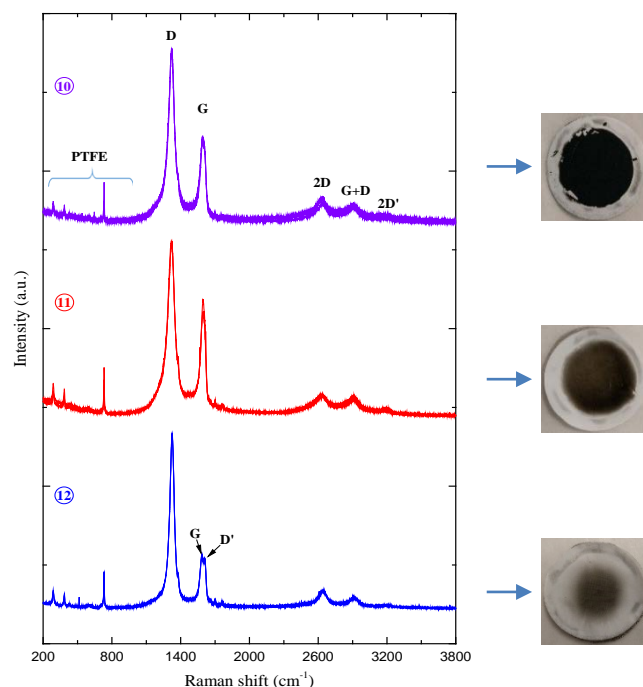 D
⑩
G
PTFE
2D
G+D
2D'
⑪
⑫
G
D'
Intensity (a.u.)
200 800 1400 2000 2600 3200 3800
Raman shift (cm⁻¹)